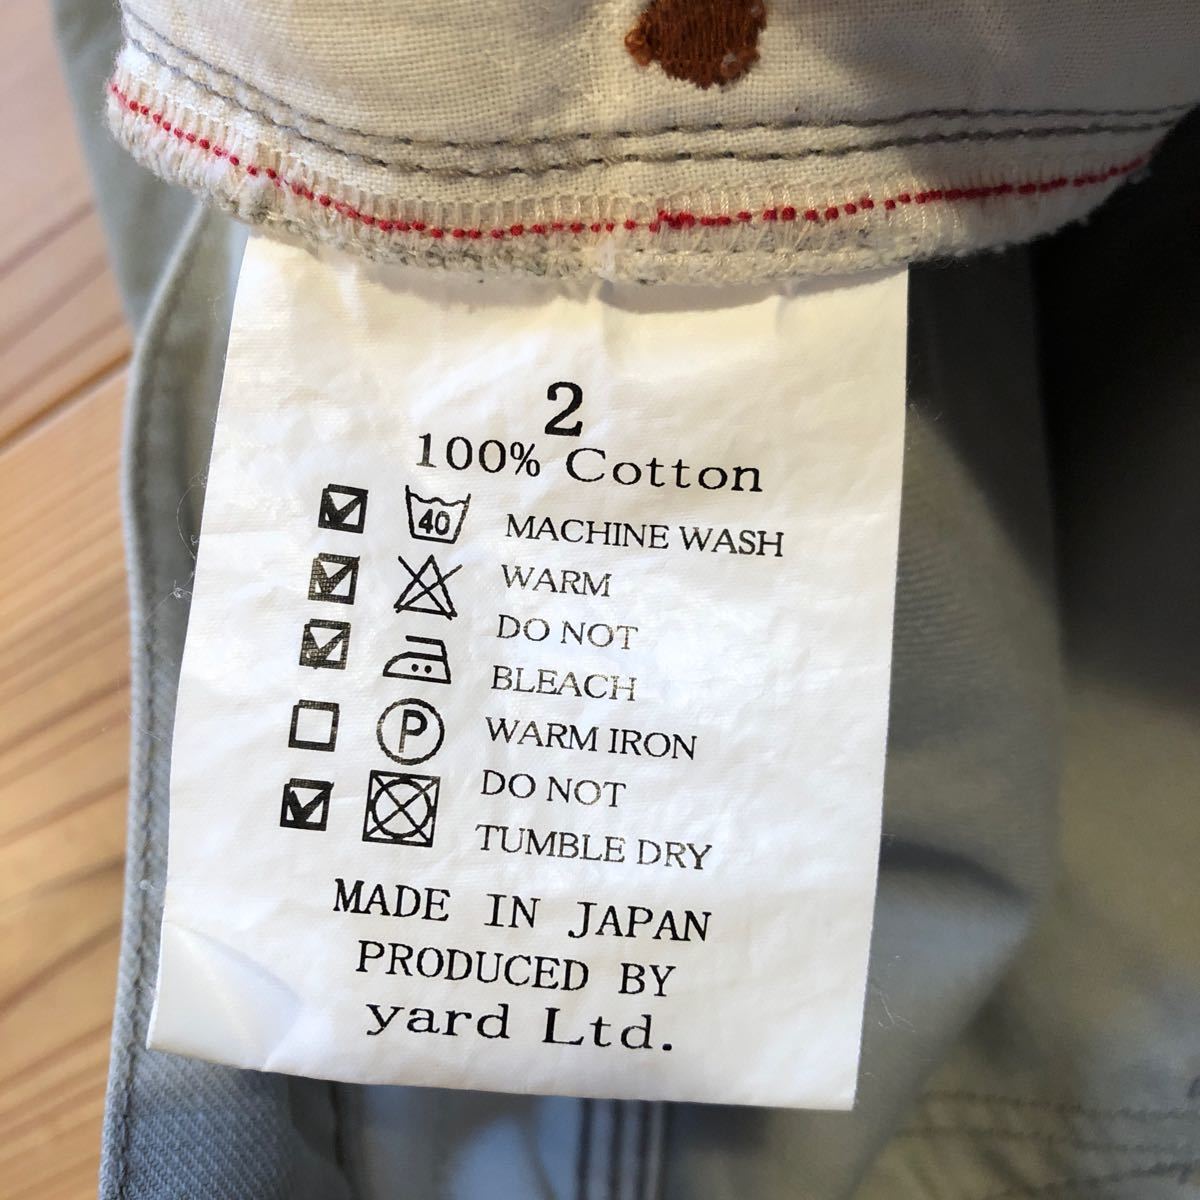 2
100% Cotton
40 MACHINE WASH
WARM
DO NOT
BLEACH
P WARM IRON
DO NOT
TUMBLE DRY
MADE IN JAPAN
PRODUCED BY
yard Ltd.